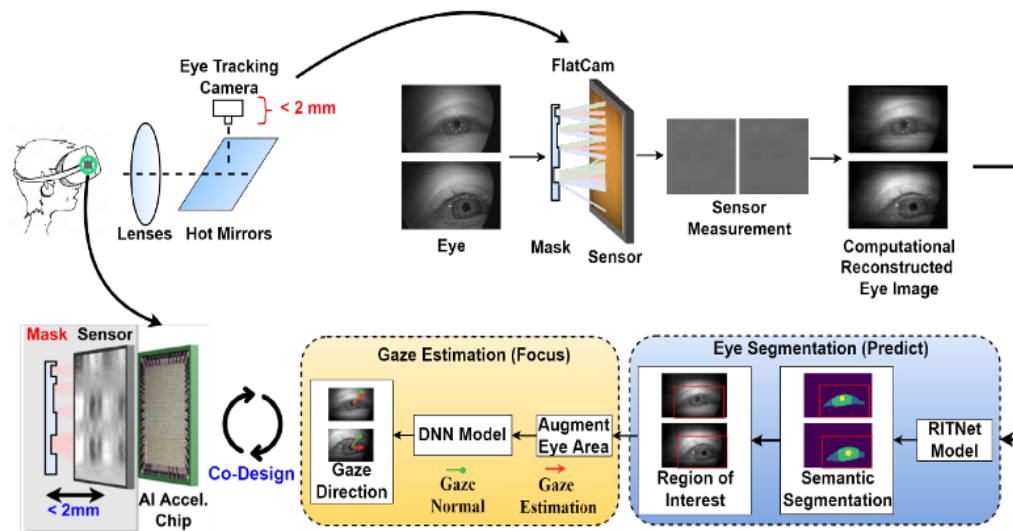 Eye Tracking
Camera
< 2 mm
Lenses
Hot Mirrors
FlatCam
Eye
Mask
Sensor
Sensor
Measurement
Computational
Reconstructed
Eye Image
Mask
Sensor
< 2mm
AI Accel.
Chip
Co-Design
Gaze Estimation (Focus)
Gaze
Direction
DNN Model
Augment
Eye Area
Gaze
Normal
Gaze
Estimation
Eye Segmentation (Predict)
Region of
Interest
Semantic
Segmentation
RITNet
Model